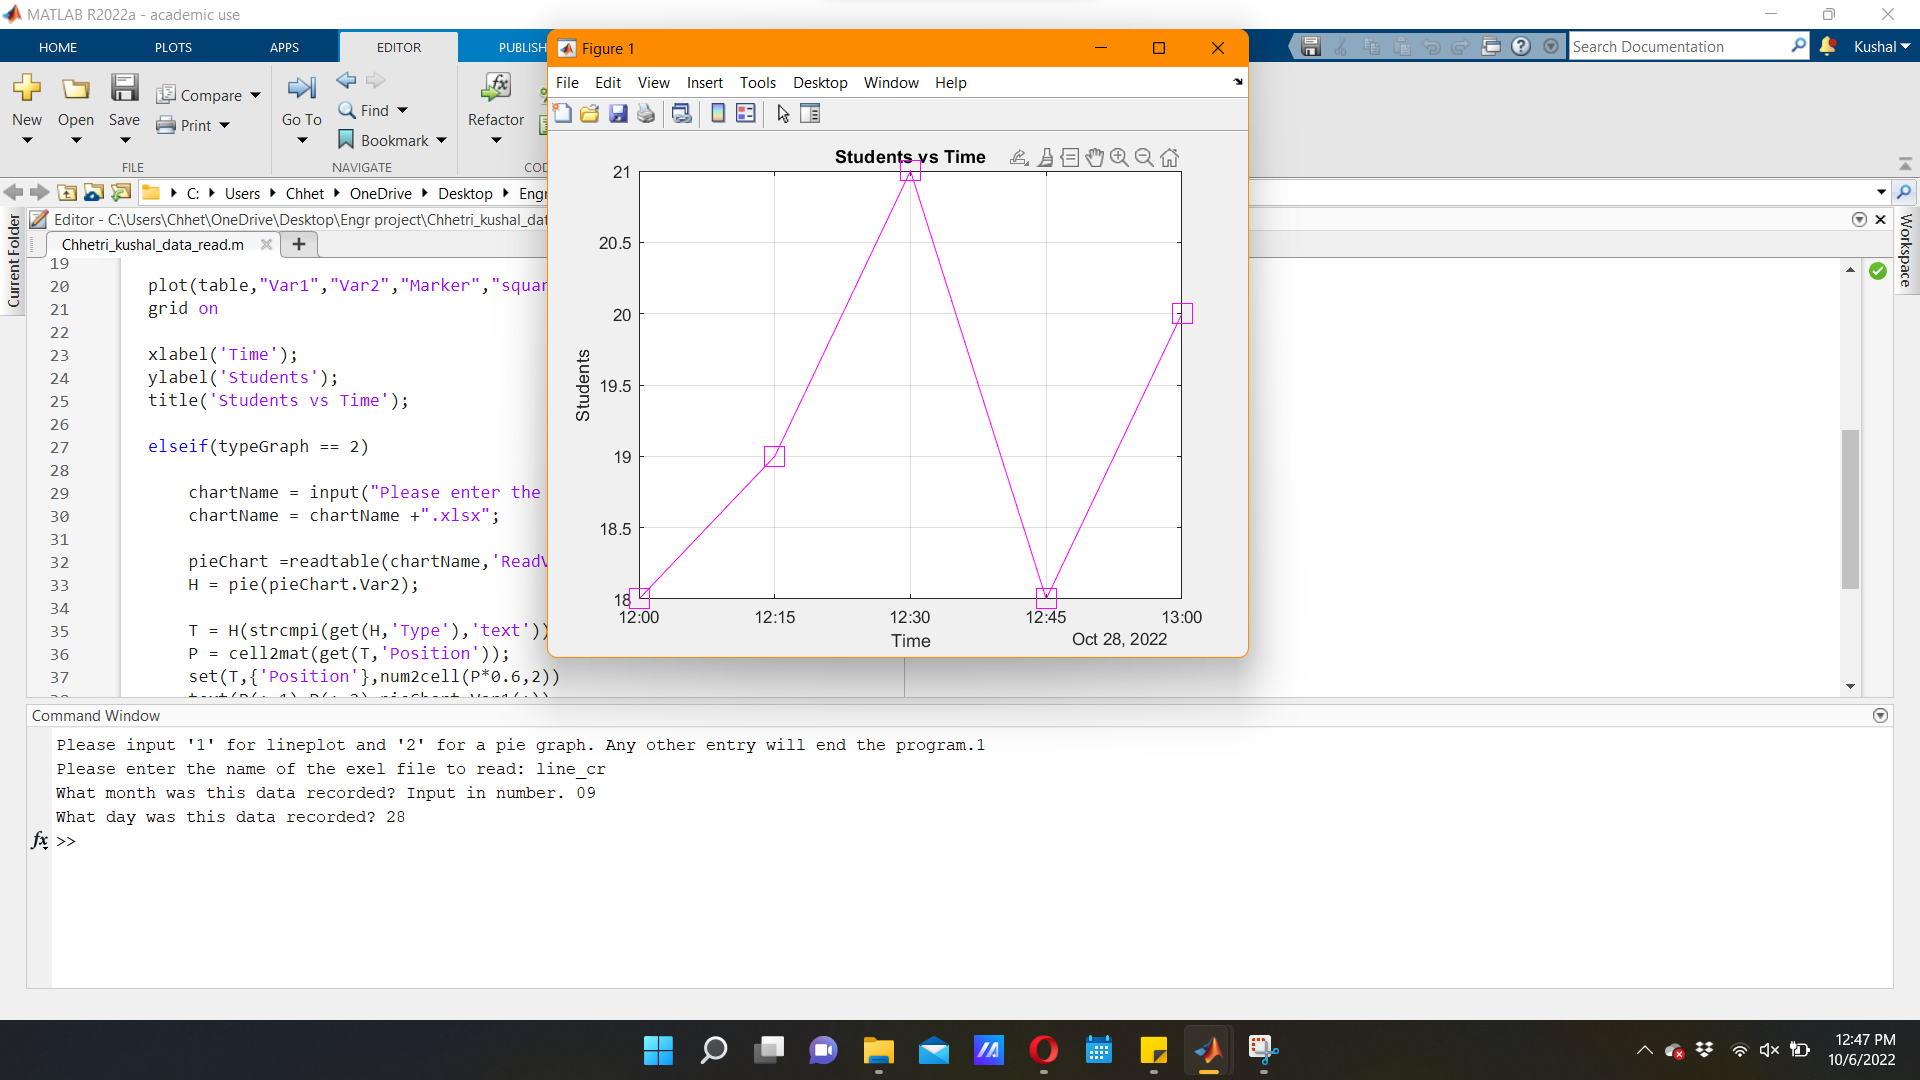 MATLAB R2022a - academic use
HOME PLOTS APPS EDITOR PUBLISH
Search Documentation
Kushal
New
Open
Save
Compare
Print
FILE
Go To
Find
Bookmark
NAVIGATE
Refactor
fx
C: Users Chhet OneDrive Desktop
Editor - C:\Users\Chhet\OneDrive\Desktop\Engr project\Chhetri_kushal_dat
Current Folder
Workspace
Chhetri_kushal_data_read.m
19
20 plot(table,"Var1","Var2","Marker","squar
21 grid on
22
23 xlabel('Time');
24 ylabel('Students');
25 title('Students vs Time');
26
27 elseif(typeGraph == 2)
28
29 chartName = input("Please enter the
30 chartName = chartName +".xlsx";
31
32 pieChart =readtable(chartName,'ReadV
33 H = pie(pieChart.Var2);
34
35 T = H(strcmpi(get(H,'Type'),'text'))
36 P = cell2mat(get(T,'Position'));
37 set(T,{'Position'},num2cell(P*0.6,2))
Figure 1
File Edit View Insert Tools Desktop Window Help
Students vs Time
21
20.5
20
19.5
19
18.5
18
Students
12:00 12:15 12:30 12:45 13:00
Time
Oct 28, 2022
Command Window
Please input '1' for lineplot and '2' for a pie graph. Any other entry will end the program.1
Please enter the name of the exel file to read: line_cr
What month was this data recorded? Input in number. 09
What day was this data recorded? 28
fx >>
12:47 PM
10/6/2022